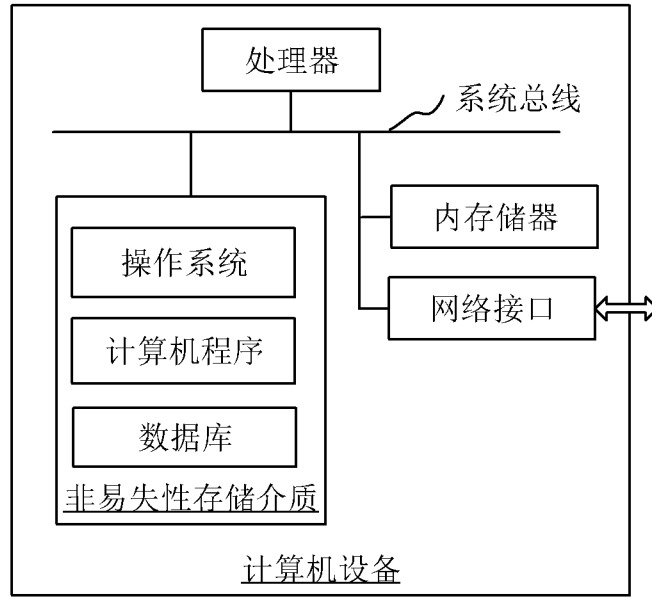 处理器
系统总线
内存储器
操作系统
网络接口
计算机程序
数据库
非易失性存储介质
计算机设备